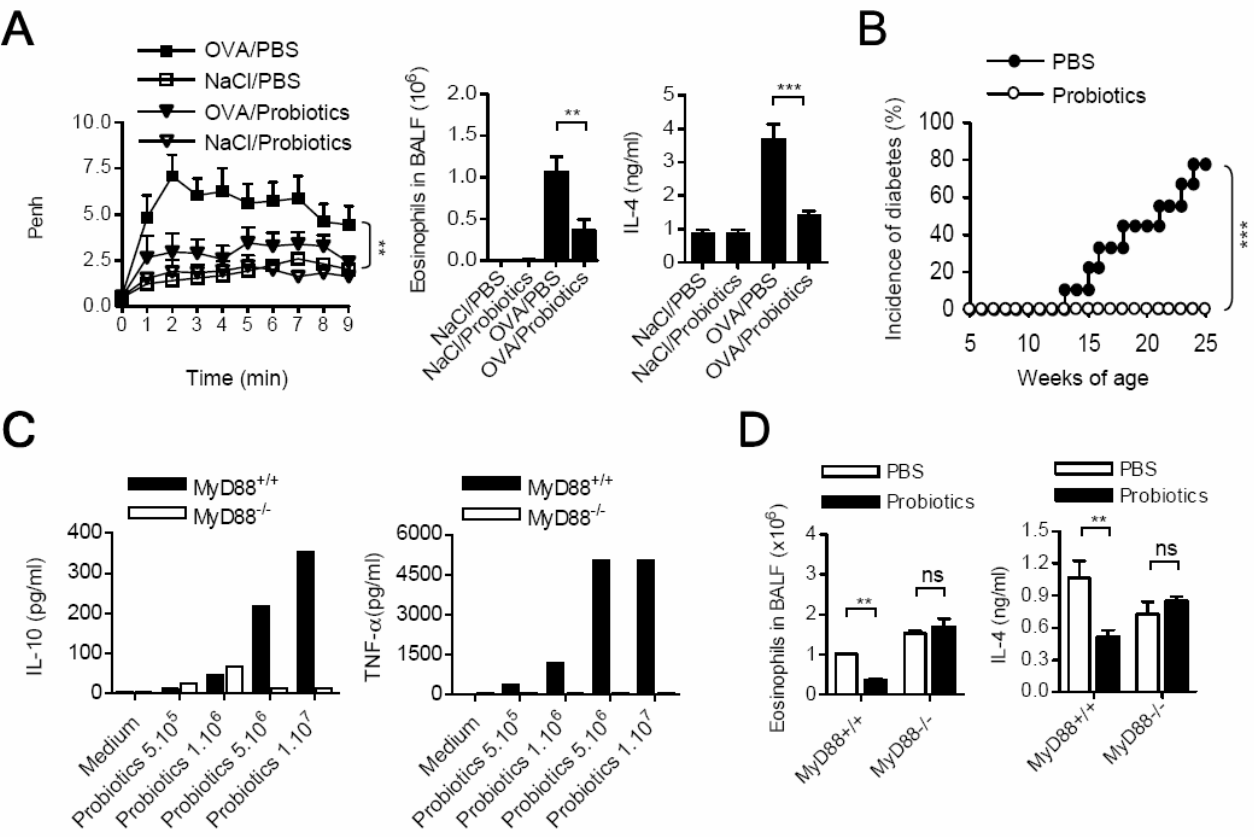 A
OVA/PBS
NaCl/PBS
OVA/Probiotics
NaCl/Probiotics
10.0
7.5
5.0
2.5
0.0
Penh
0 1 2 3 4 5 6 7 8 9
Time (min)
**
Eosinophils in BALF (10⁶)
2.0
1.5
1.0
0.5
0.0
**
NaCl/PBS
NaCl/Probiotics
OVA/PBS
OVA/Probiotics
IL-4 (ng/ml)
5
4
3
2
1
0
***
NaCl/PBS
NaCl/Probiotics
OVA/PBS
OVA/Probiotics
B
PBS
Probiotics
Incidence of diabetes (%)
100
80
60
40
20
0
5 10 15 20 25
Weeks of age
***
C
MyD88⁺/⁺
MyD88⁻/⁻
IL-10 (pg/ml)
400
300
200
100
0
Medium
Probiotics 5.10⁵
Probiotics 1.10⁶
Probiotics 5.10⁶
Probiotics 1.10⁷
MyD88⁺/⁺
MyD88⁻/⁻
TNF-α(pg/ml)
6000
4500
3000
1500
0
Medium
Probiotics 5.10⁵
Probiotics 1.10⁶
Probiotics 5.10⁶
Probiotics 1.10⁷
D
PBS
Probiotics
Eosinophils in BALF (x10⁶)
4
3
2
1
0
**
ns
MyD88+/+
MyD88-/-
PBS
Probiotics
IL-4 (ng/ml)
1.5
1.2
0.9
0.6
0.3
0.0
**
ns
MyD88+/+
MyD88-/-